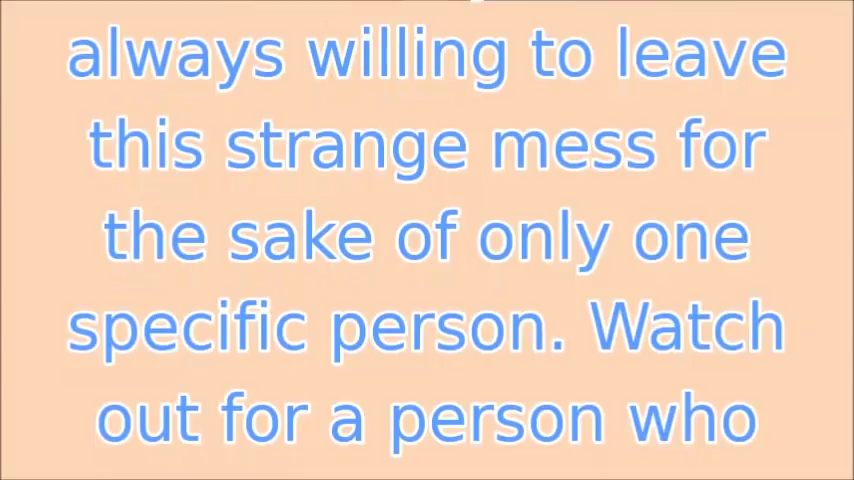 always willing to leave
this strange mess for
the sake of only one
specific person. Watch
out for a person who